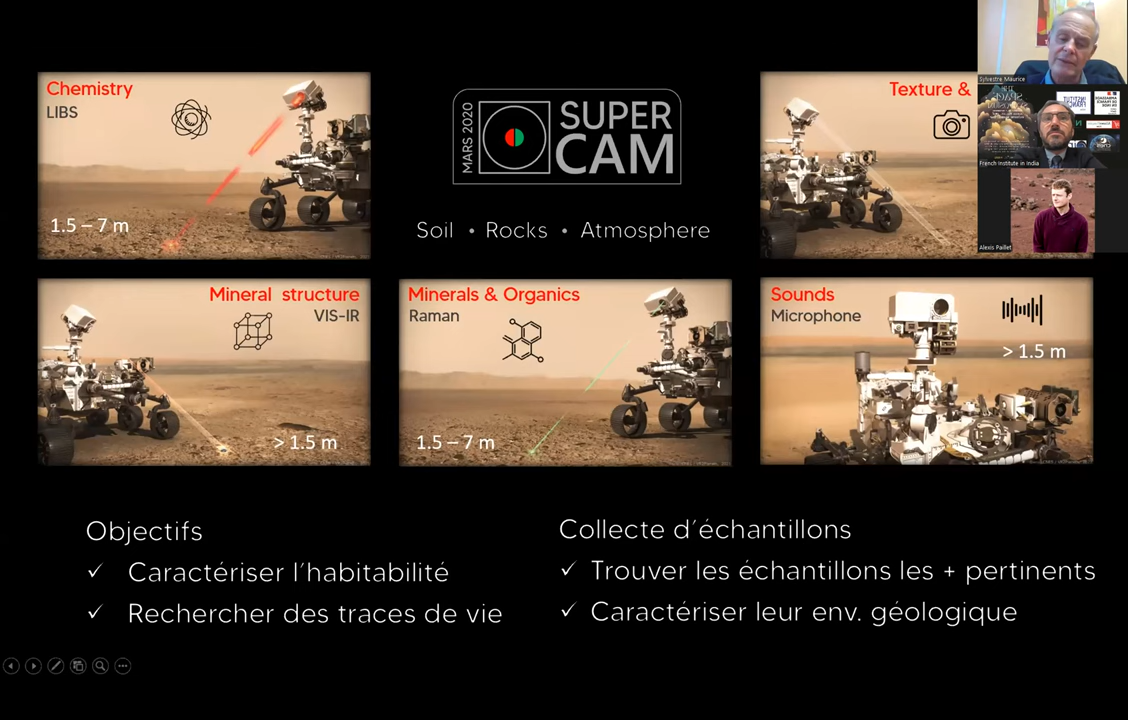 Chemistry
LIBS
1.5 – 7 m
MARS 2020
SUPER
CAM
Soil • Rocks • Atmosphere
Texture &
Sylvestre Maurice
French Institute in India
Alexis Paillet
Mineral structure
VIS-IR
> 1.5 m
Minerals & Organics
Raman
1.5 – 7 m
Sounds
Microphone
> 1.5 m
Objectifs
✓ Caractériser l'habitabilité
✓ Rechercher des traces de vie
Collecte d'échantillons
✓ Trouver les échantillons les + pertinents
✓ Caractériser leur env. géologique